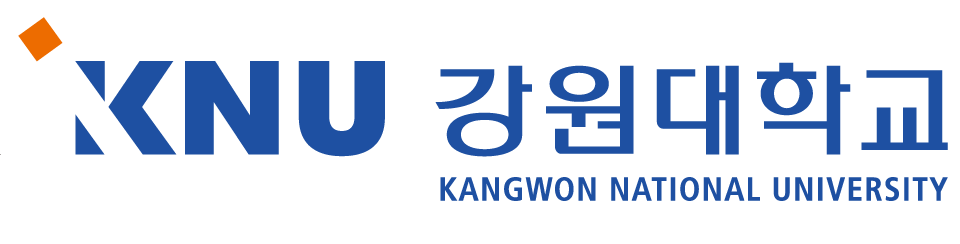 KNU 강원대학교
KANGWON NATIONAL UNIVERSITY